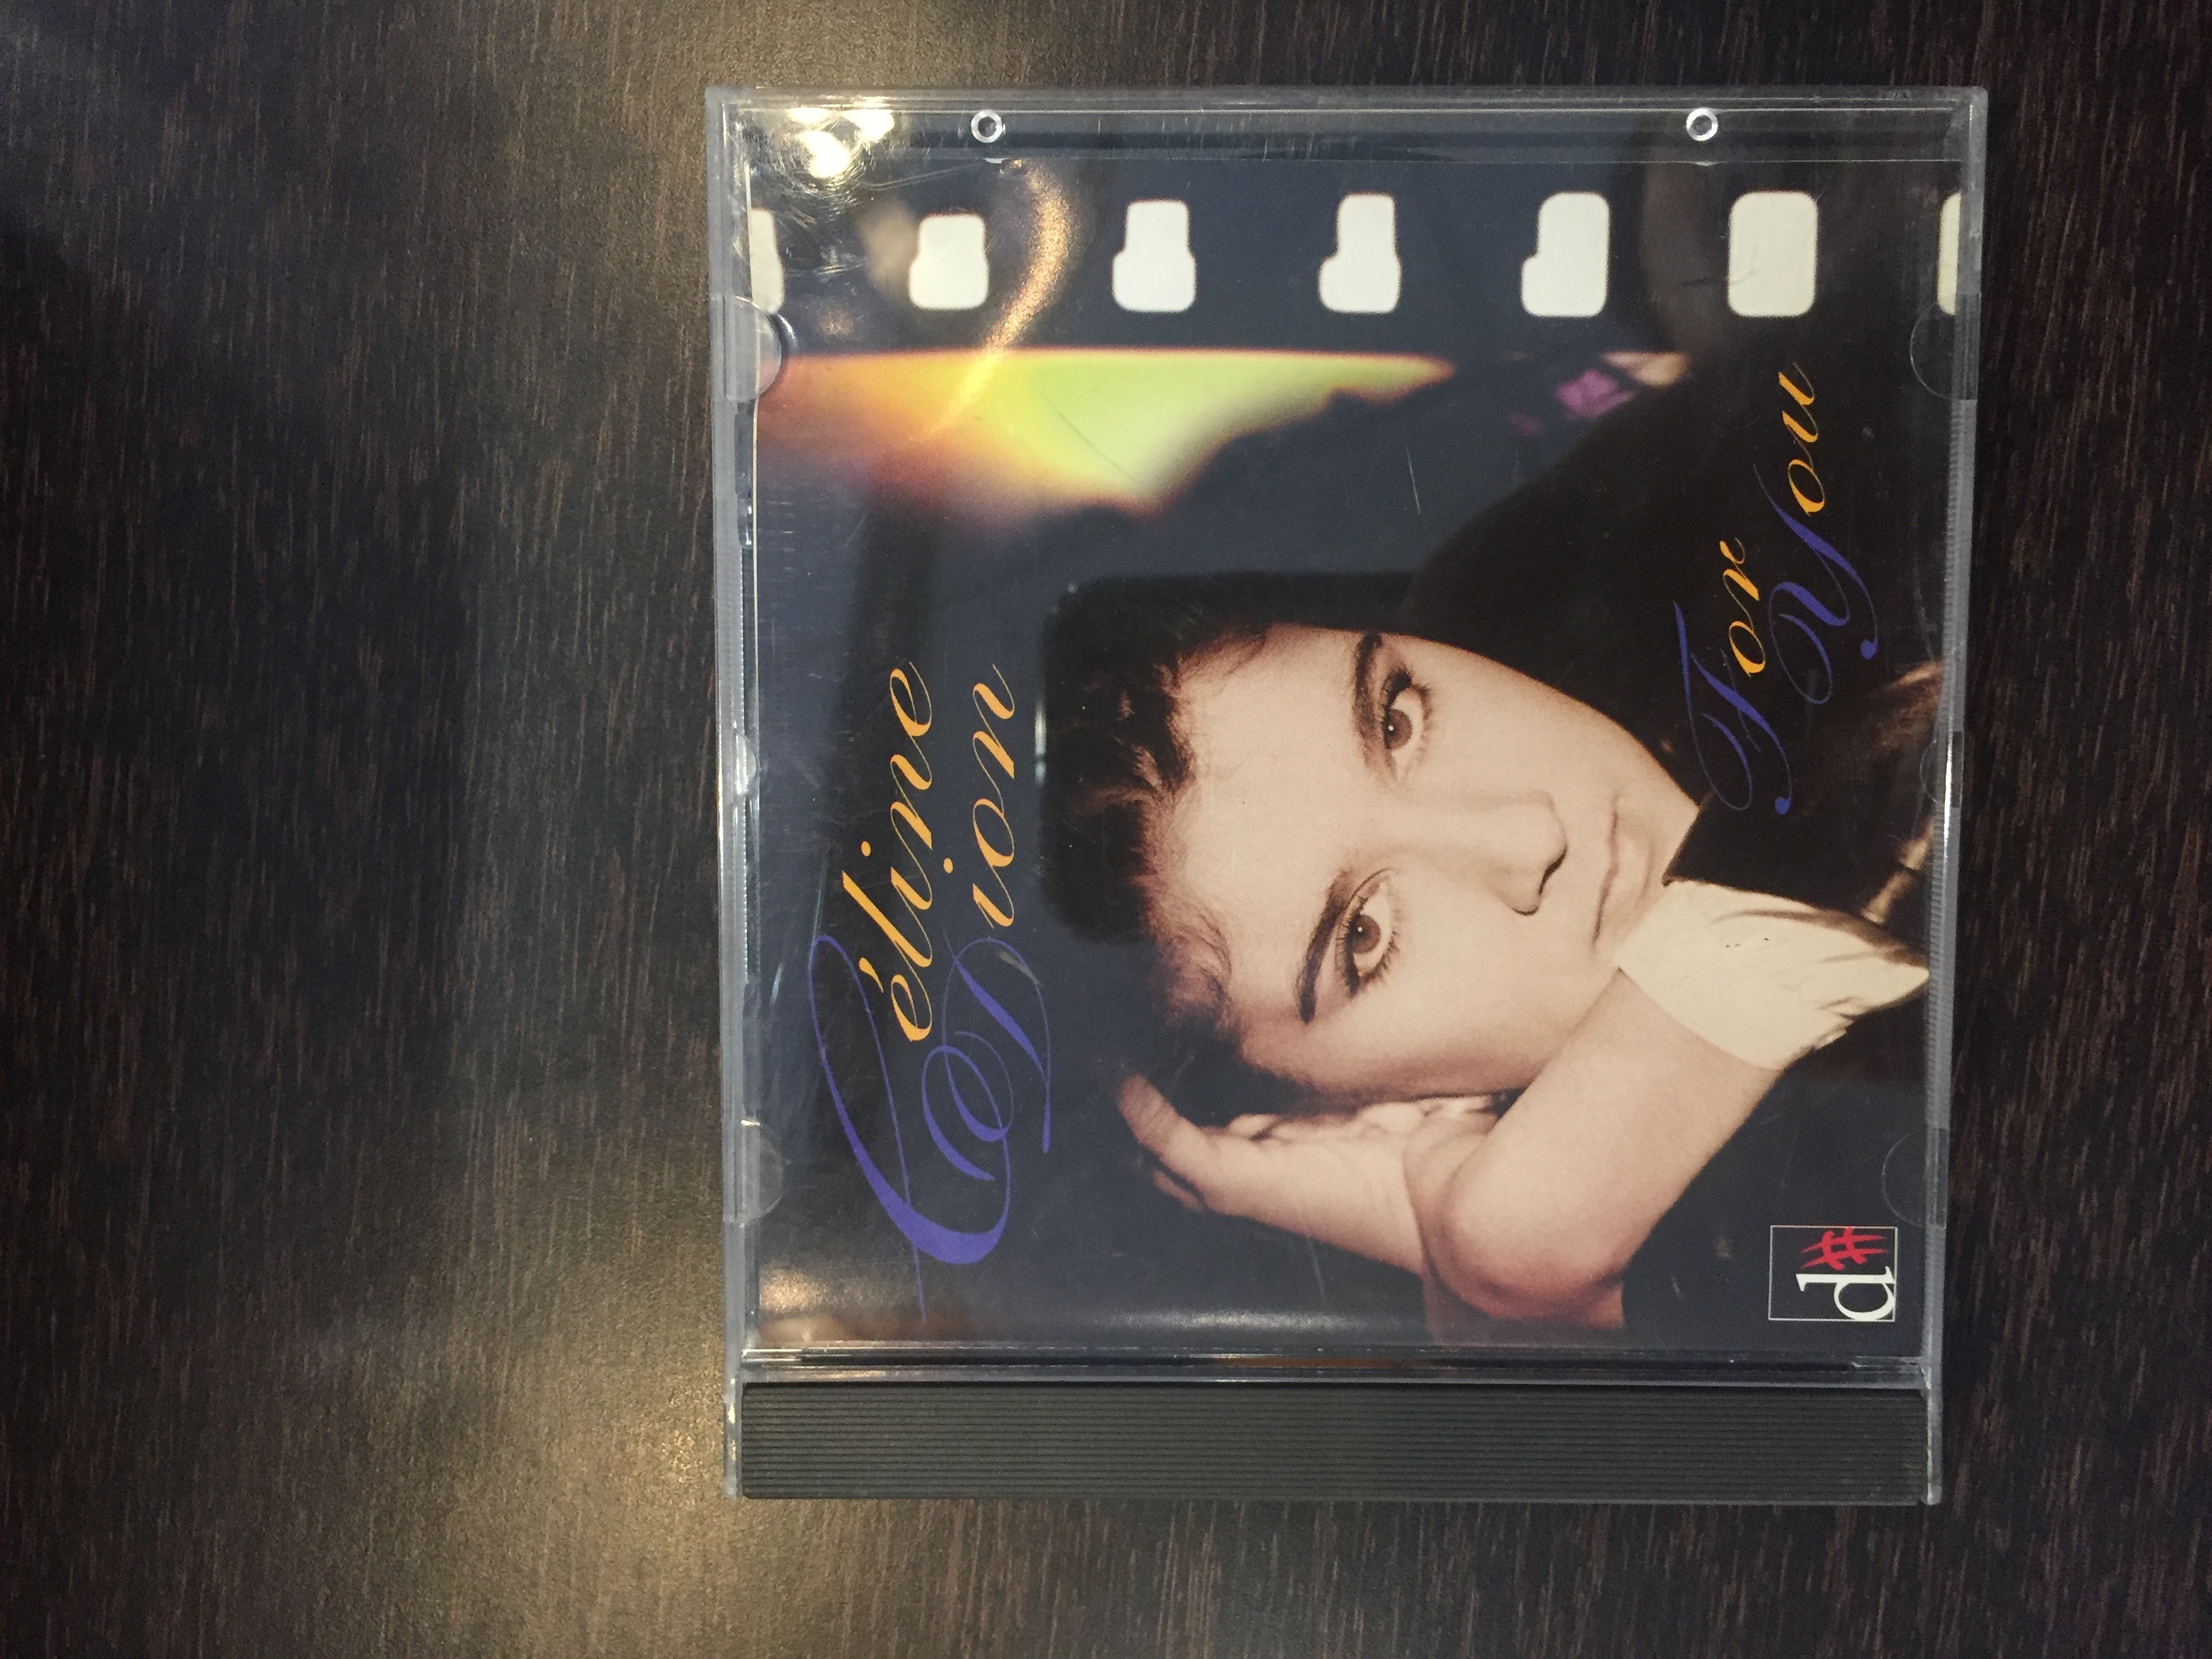 Céline
Dion
For
You
d#